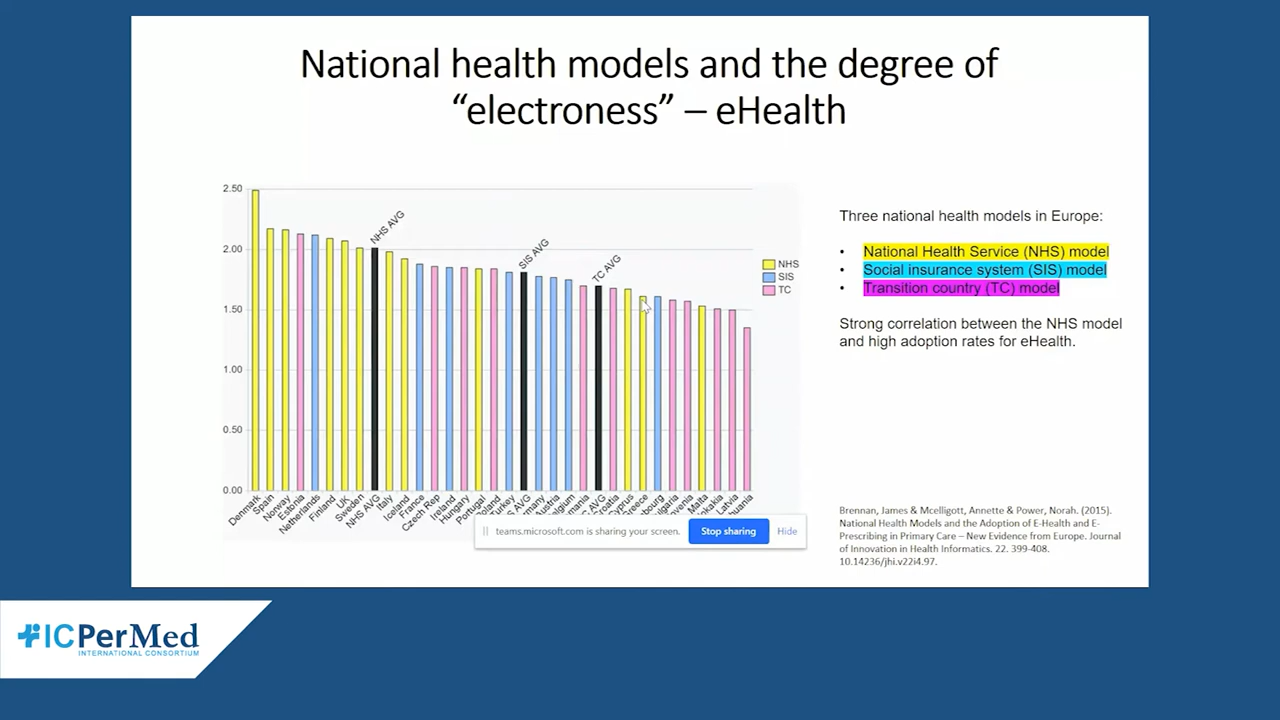 National health models and the degree of
“electroness” – eHealth
2.50
2.00
1.50
1.00
0.50
0.00
NHS AVG
SIS AVG
TC AVG
Denmark
Spain
Norway
Estonia
Netherlands
Finland
UK
Sweden
NHS AVG
Italy
Iceland
France
Czech Rep
Ireland
Hungary
Portugal
NHS
SIS
TC
Three national health models in Europe:
• National Health Service (NHS) model
• Social insurance system (SIS) model
• Transition country (TC) model
Strong correlation between the NHS model
and high adoption rates for eHealth.
teams.microsoft.com is sharing your screen.
Stop sharing
Hide
Brennan, James & Mcelligott, Annette & Power, Norah. (2015).
National Health Models and the Adoption of E-Health and E-
Prescribing in Primary Care – New Evidence from Europe. Journal
of Innovation in Health Informatics. 22. 399-408.
10.14236/jhi.v22i4.97.
ICPerMed
INTERNATIONAL CONSORTIUM